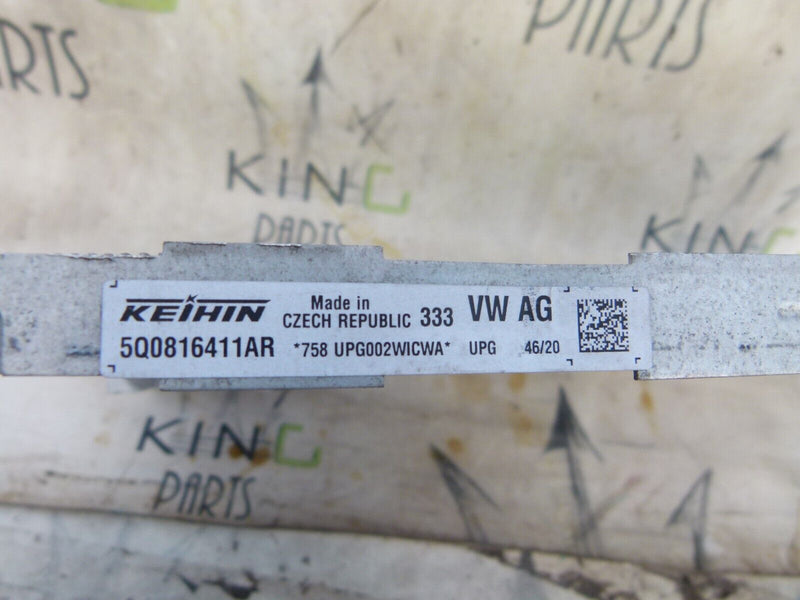 PARTS
PARTS
KING
PARTS
KING
KEIHIN Made in CZECH REPUBLIC 333 VW AG
5Q0816411AR *758 UPG002WICWA* UPG 46/20
KING
PARTS